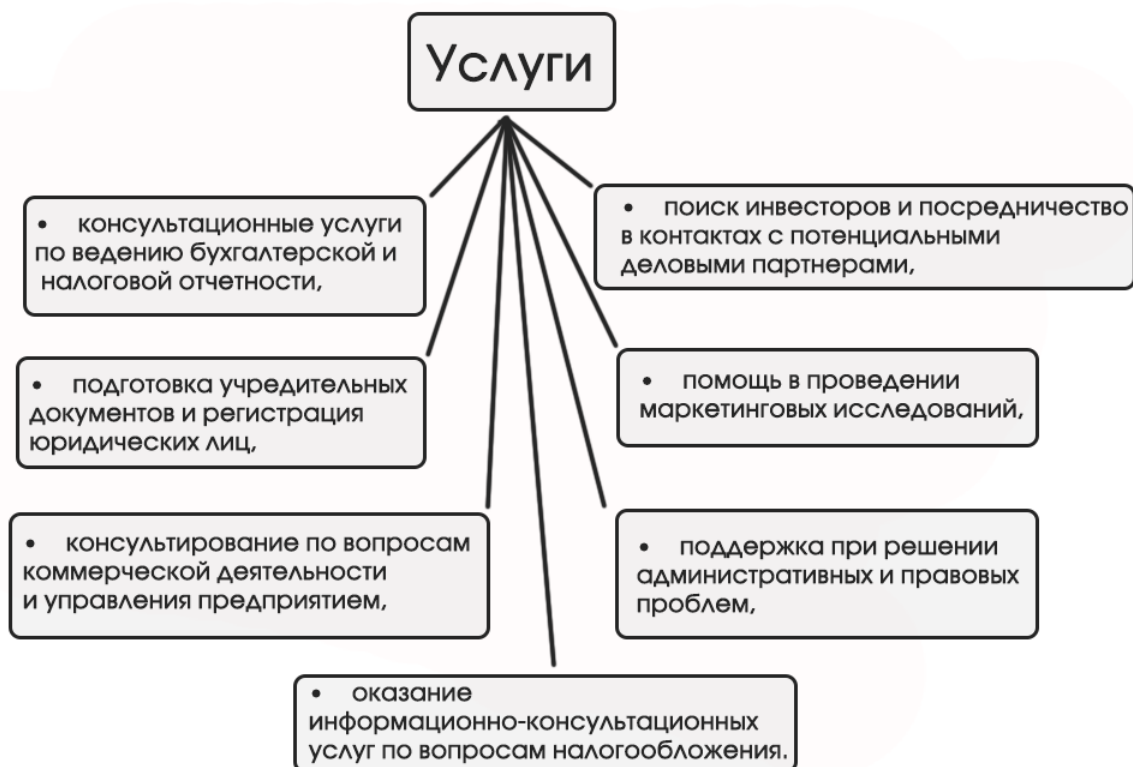 Услуги
• консультационные услуги
по ведению бухгалтерской и
налоговой отчетности,
• поиск инвесторов и посредничество
в контактах с потенциальными
деловыми партнерами,
• подготовка учредительных
документов и регистрация
юридических лиц,
• помощь в проведении
маркетинговых исследований,
• консультирование по вопросам
коммерческой деятельности
и управления предприятием,
• поддержка при решении
административных и правовых
проблем,
• оказание
информационно-консультационных
услуг по вопросам налогообложения.